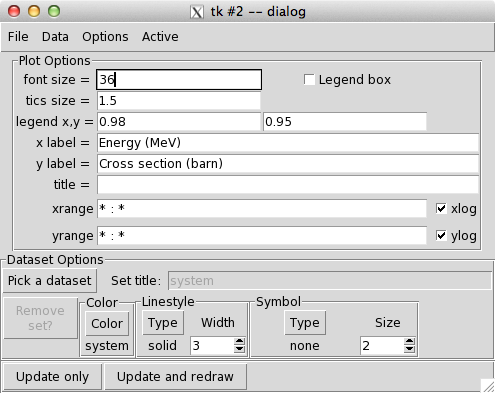 tk #2 -- dialog
File Data Options Active
Plot Options
font size = 36 Legend box
tics size = 1.5
legend x,y = 0.98 0.95
x label = Energy (MeV)
y label = Cross section (barn)
title =
xrange * : * xlog
yrange * : * ylog
Dataset Options
Pick a dataset Set title: system
Remove set?
Color Linestyle Symbol
Color Type Width Type Size
system solid 3 none 2
Update only Update and redraw